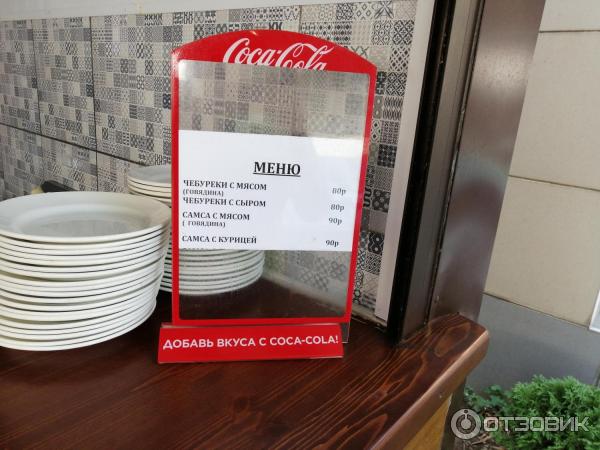 Coca-Cola
МЕНЮ
ЧЕБУРЕКИ С МЯСОМ 80р
(ГОВЯДИНА)
ЧЕБУРЕКИ С СЫРОМ 80р
САМСА С МЯСОМ 90р
( ГОВЯДИНА)
САМСА С КУРИЦЕЙ 90р
ДОБАВЬ ВКУСА С COCA-COLA!
ОТЗОВИК